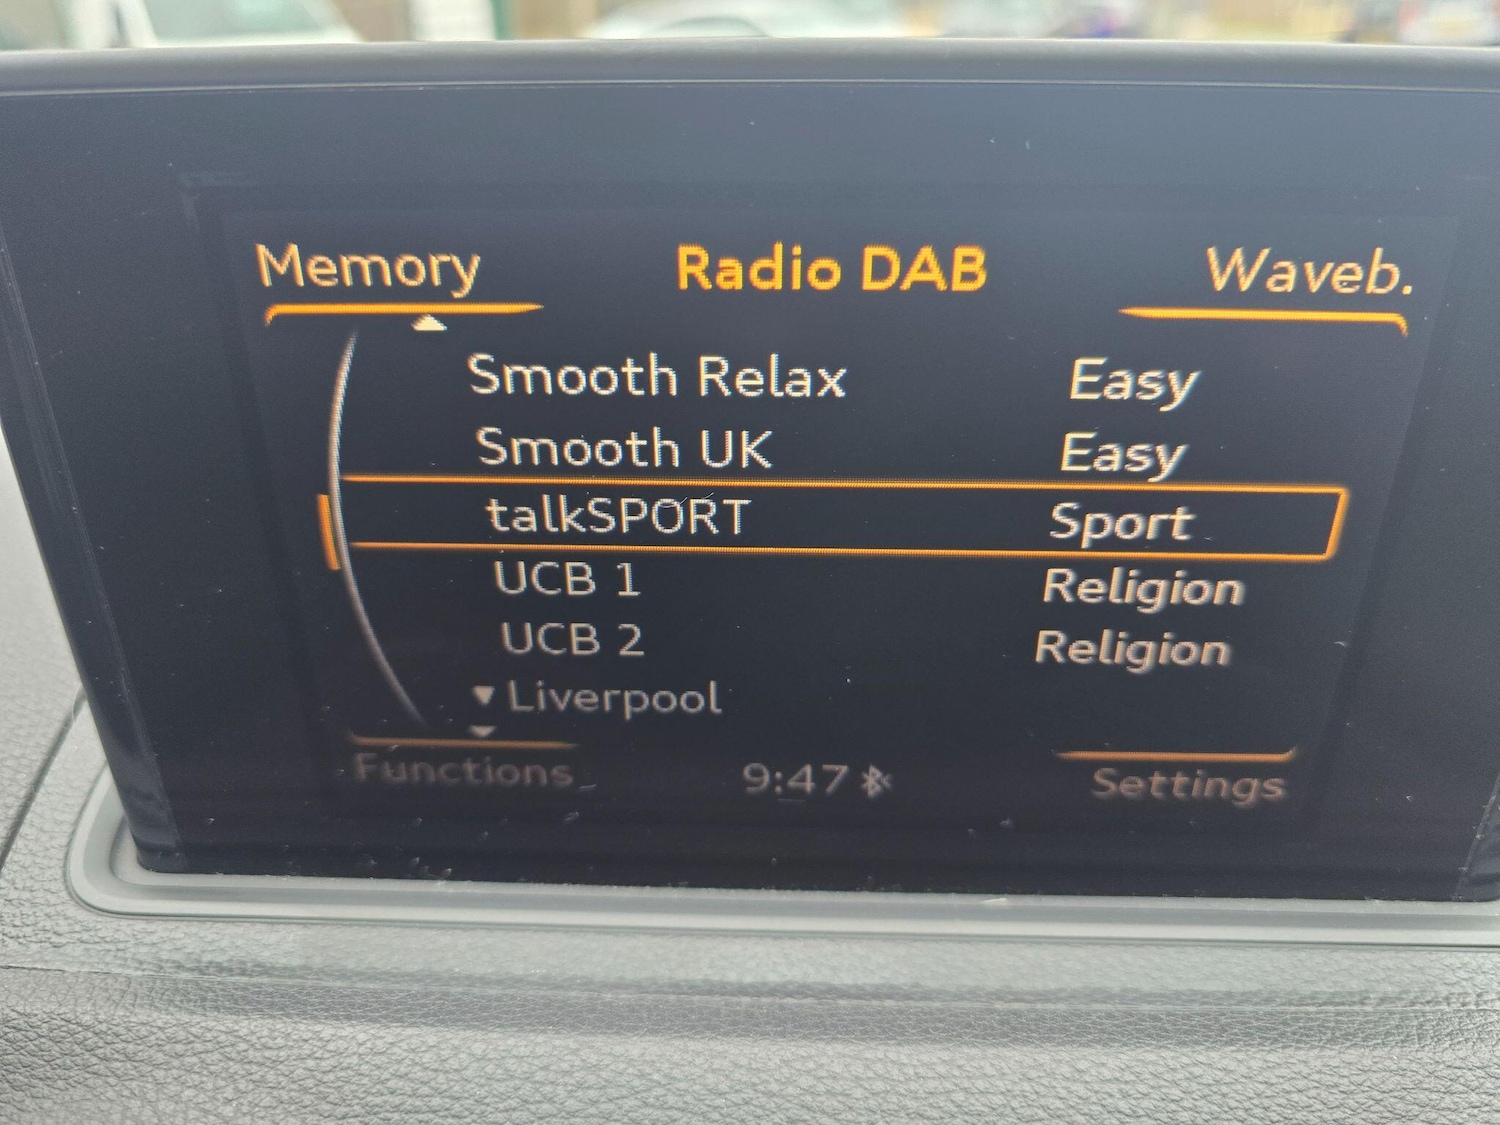 Memory Radio DAB Waveb.
Smooth Relax Easy
Smooth UK Easy
talkSPORT Sport
UCB 1 Religion
UCB 2 Religion
Liverpool
Functions 9:47 Settings